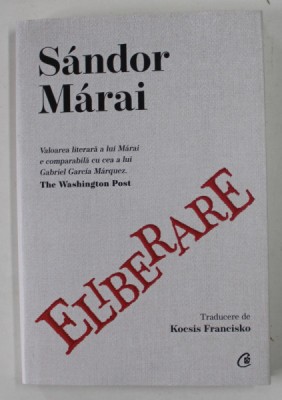 Sándor
Márai
Valoarea literară a lui Márai
e comparabilă cu cea a lui
Gabriel García Márquez.
The Washington Post
ELIBERARE
Traducere de
Kocsis Francisko